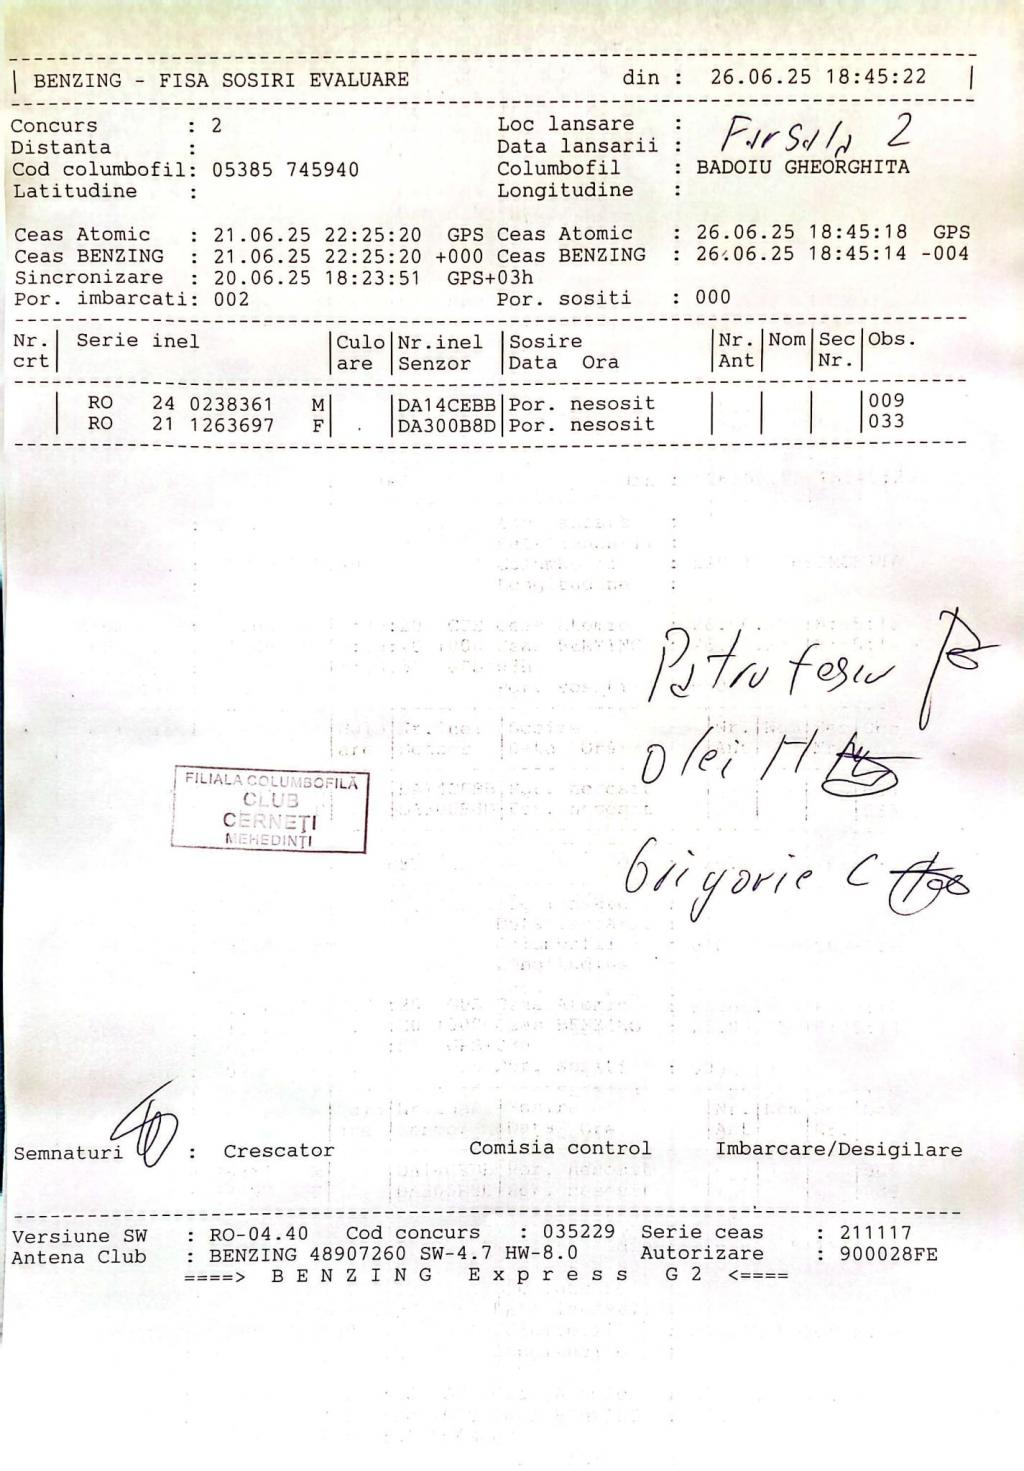 | BENZING - FISA SOSIRI EVALUARE din : 26.06.25 18:45:22 |
Concurs : 2 Loc lansare : Farsala 2
Distanta : Data lansarii :
Cod columbofil: 05385 745940 Columbofil : BADOIU GHEORGHITA
Latitudine : Longitudine :
Ceas Atomic : 21.06.25 22:25:20 GPS Ceas Atomic : 26.06.25 18:45:18 GPS
Ceas BENZING : 21.06.25 22:25:20 +000 Ceas BENZING : 26.06.25 18:45:14 -004
Sincronizare : 20.06.25 18:23:51 GPS+03h
Por. imbarcati: 002 Por. sositi : 000
Nr.| Serie inel |Culo|Nr.inel |Sosire |Nr.|Nom|Sec|Obs.
crt| |are |Senzor |Data Ora |Ant| |Nr.|
| RO 24 0238361 M| |DA14CEBB|Por. nesosit | | | |009
| RO 21 1263697 F| |DA300B8D|Por. nesosit | | | |033
Patrufescu
Olei M
FILIALA COLUMBOFILĂ
CLUB
CERNEŢI
MEHEDINŢI
Grigorie C
Semnaturi : Crescator Comisia control Imbarcare/Desigilare
Versiune SW : RO-04.40 Cod concurs : 035229 Serie ceas : 211117
Antena Club : BENZING 48907260 SW-4.7 HW-8.0 Autorizare : 900028FE
====> B E N Z I N G E x p r e s s G 2 <====